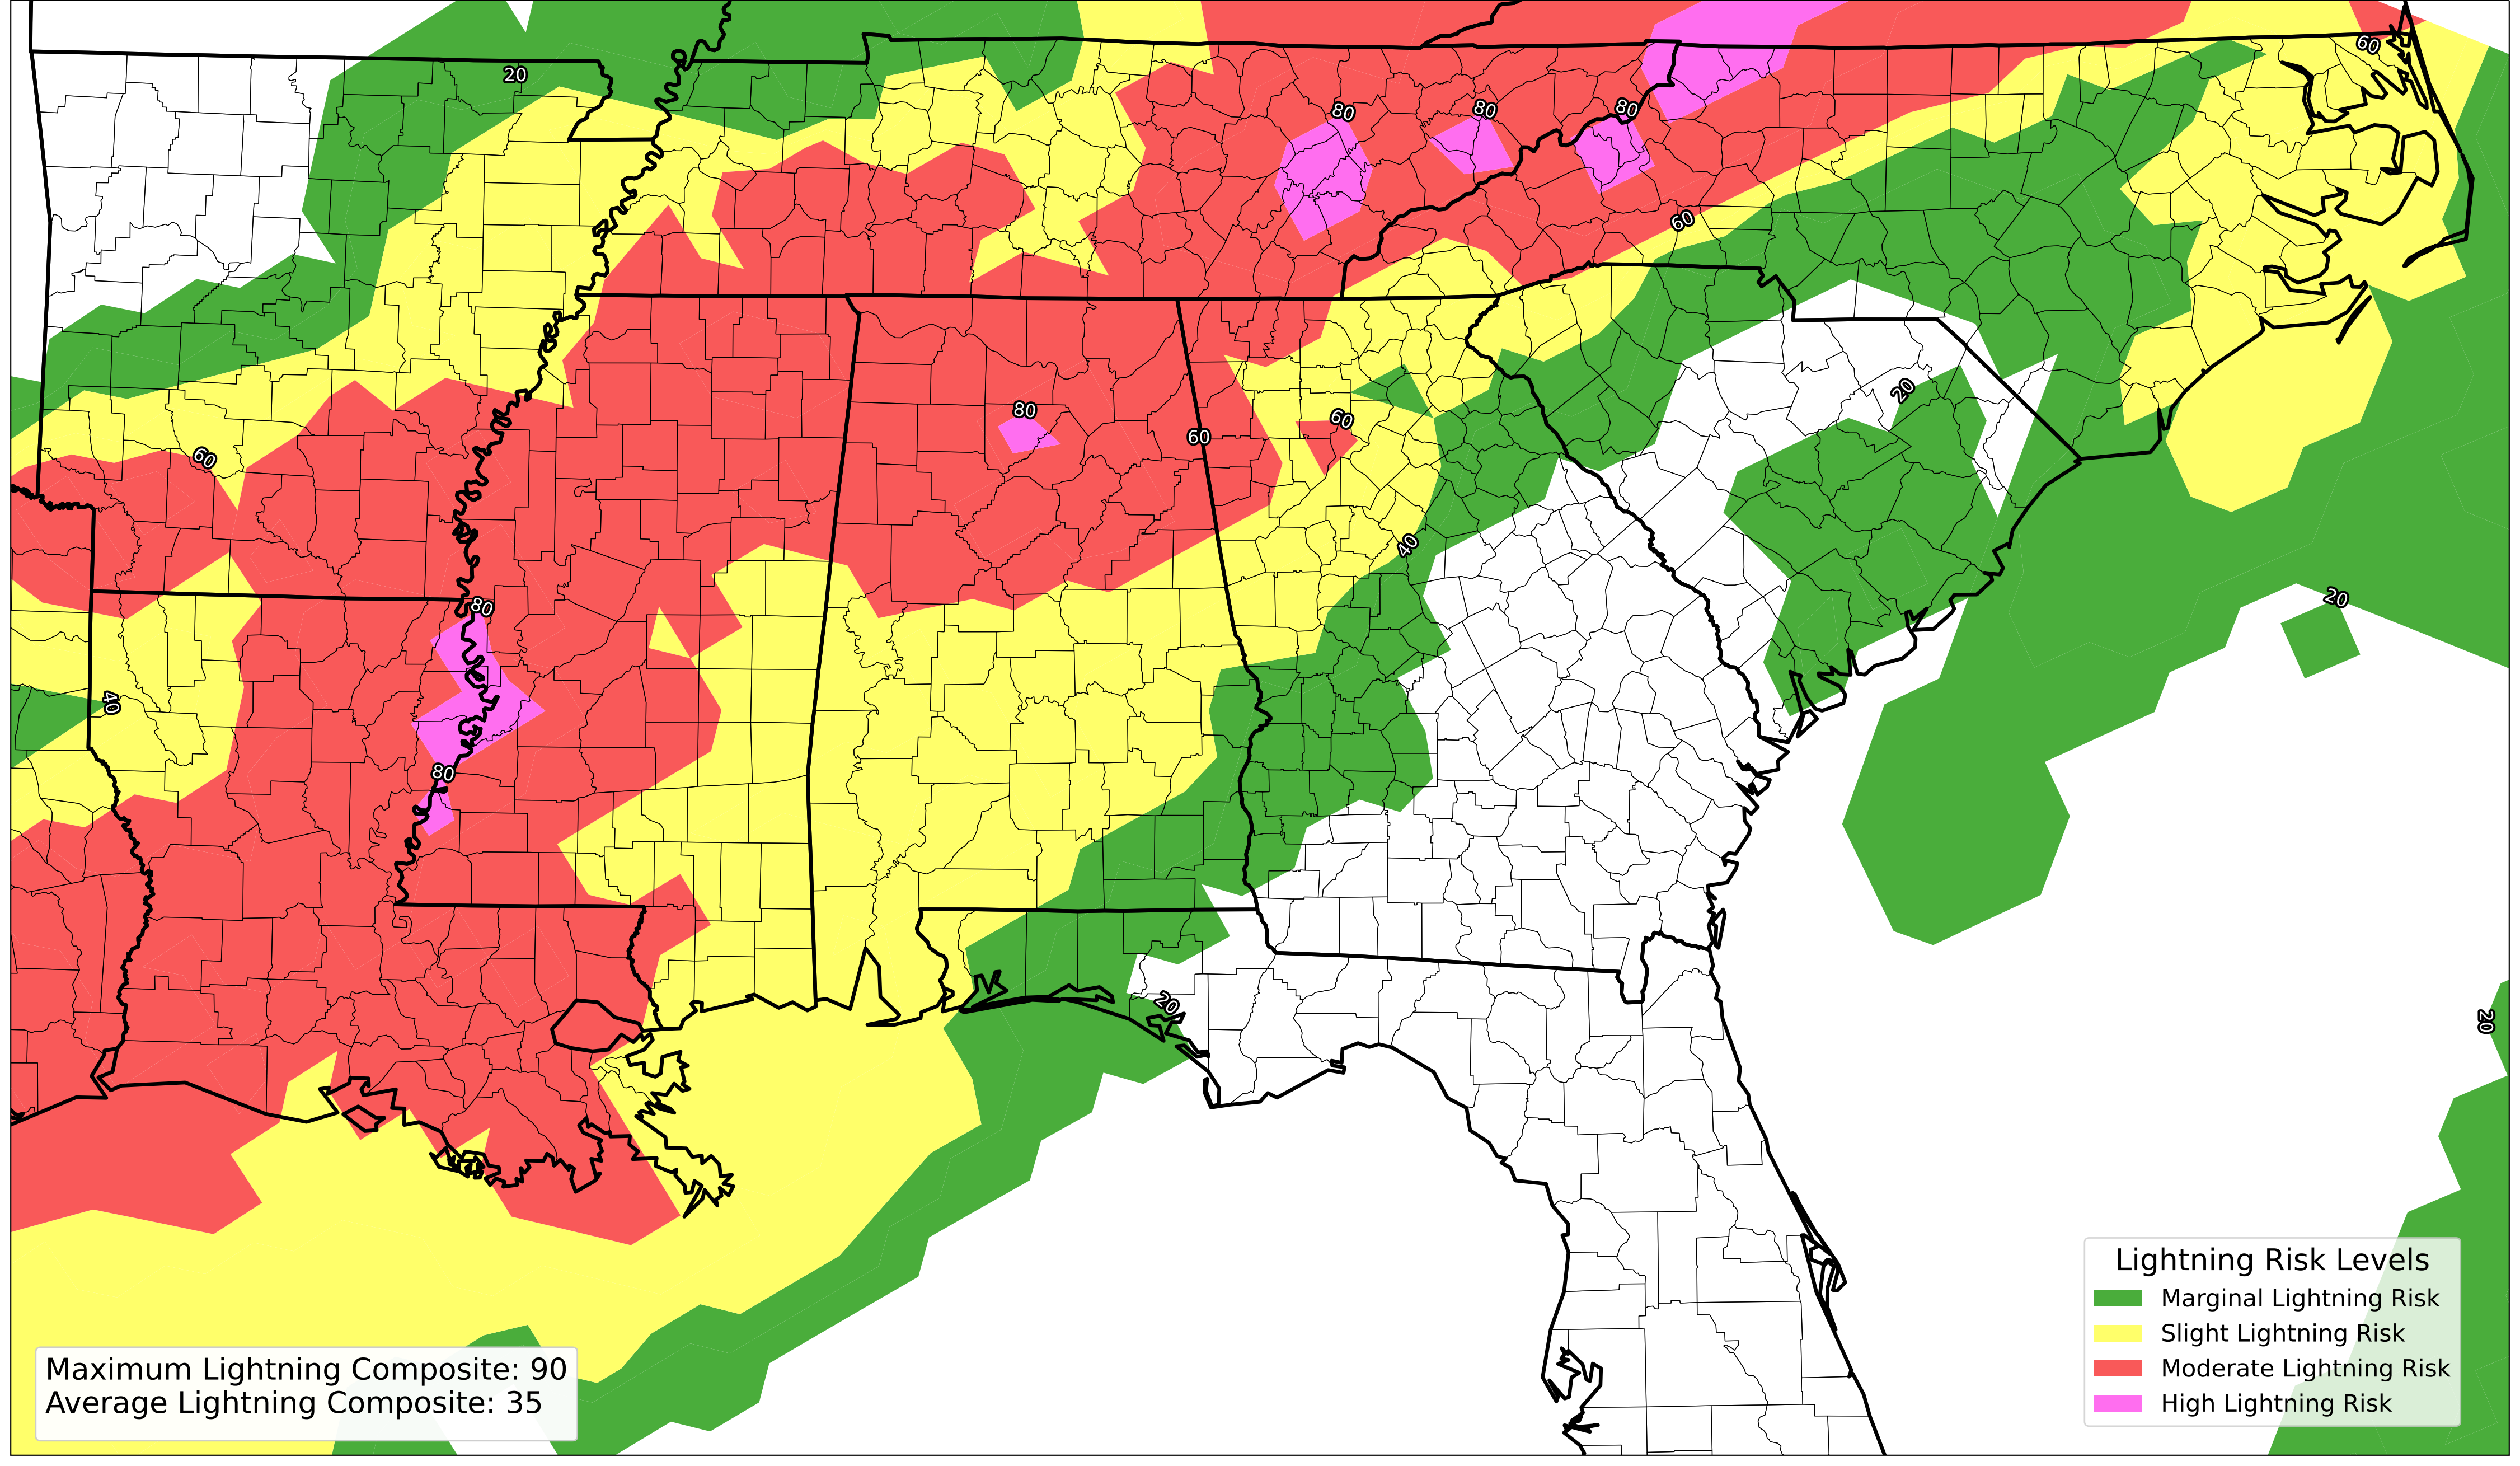 60
20
80
80
80
60
20
80
60
60
60
40
20
80
40
80
20
20
Lightning Risk Levels
Marginal Lightning Risk
Slight Lightning Risk
Moderate Lightning Risk
High Lightning Risk
Maximum Lightning Composite: 90
Average Lightning Composite: 35